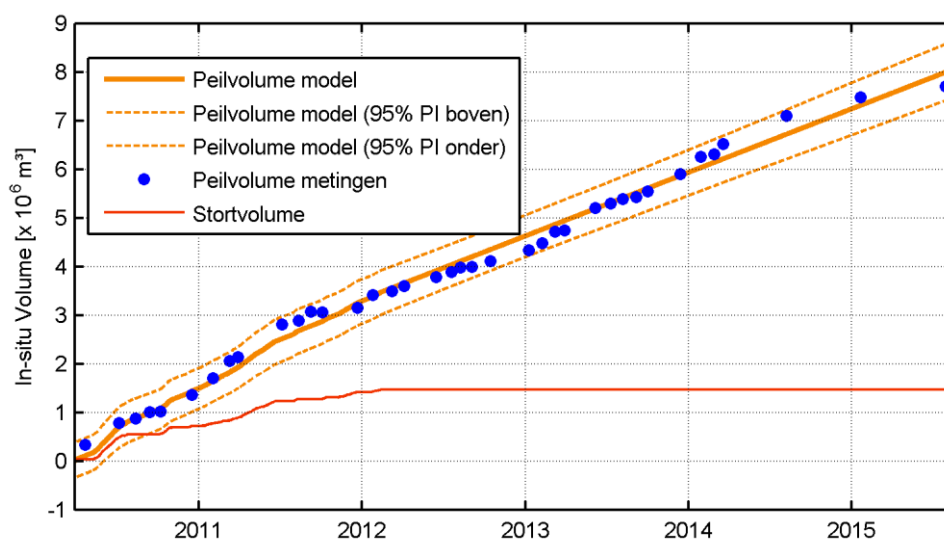 9
8
7
6
5
4
3
2
1
0
-1
In-situ Volume [x 10⁶ m³]
Peilvolume model
Peilvolume model (95% PI boven)
Peilvolume model (95% PI onder)
Peilvolume metingen
Stortvolume
2011 2012 2013 2014 2015